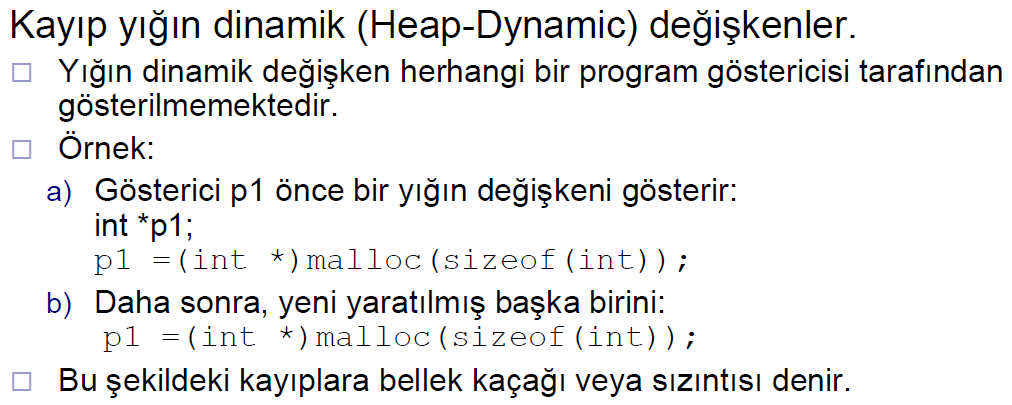 Kayıp yığın dinamik (Heap-Dynamic) değişkenler.
Yığın dinamik değişken herhangi bir program göstericisi tarafından
gösterilmemektedir.
Örnek:
a) Gösterici p1 önce bir yığın değişkeni gösterir:
int *p1;
p1 =(int *)malloc(sizeof(int));
b) Daha sonra, yeni yaratılmış başka birini:
p1 =(int *)malloc(sizeof(int));
Bu şekildeki kayıplara bellek kaçağı veya sızıntısı denir.